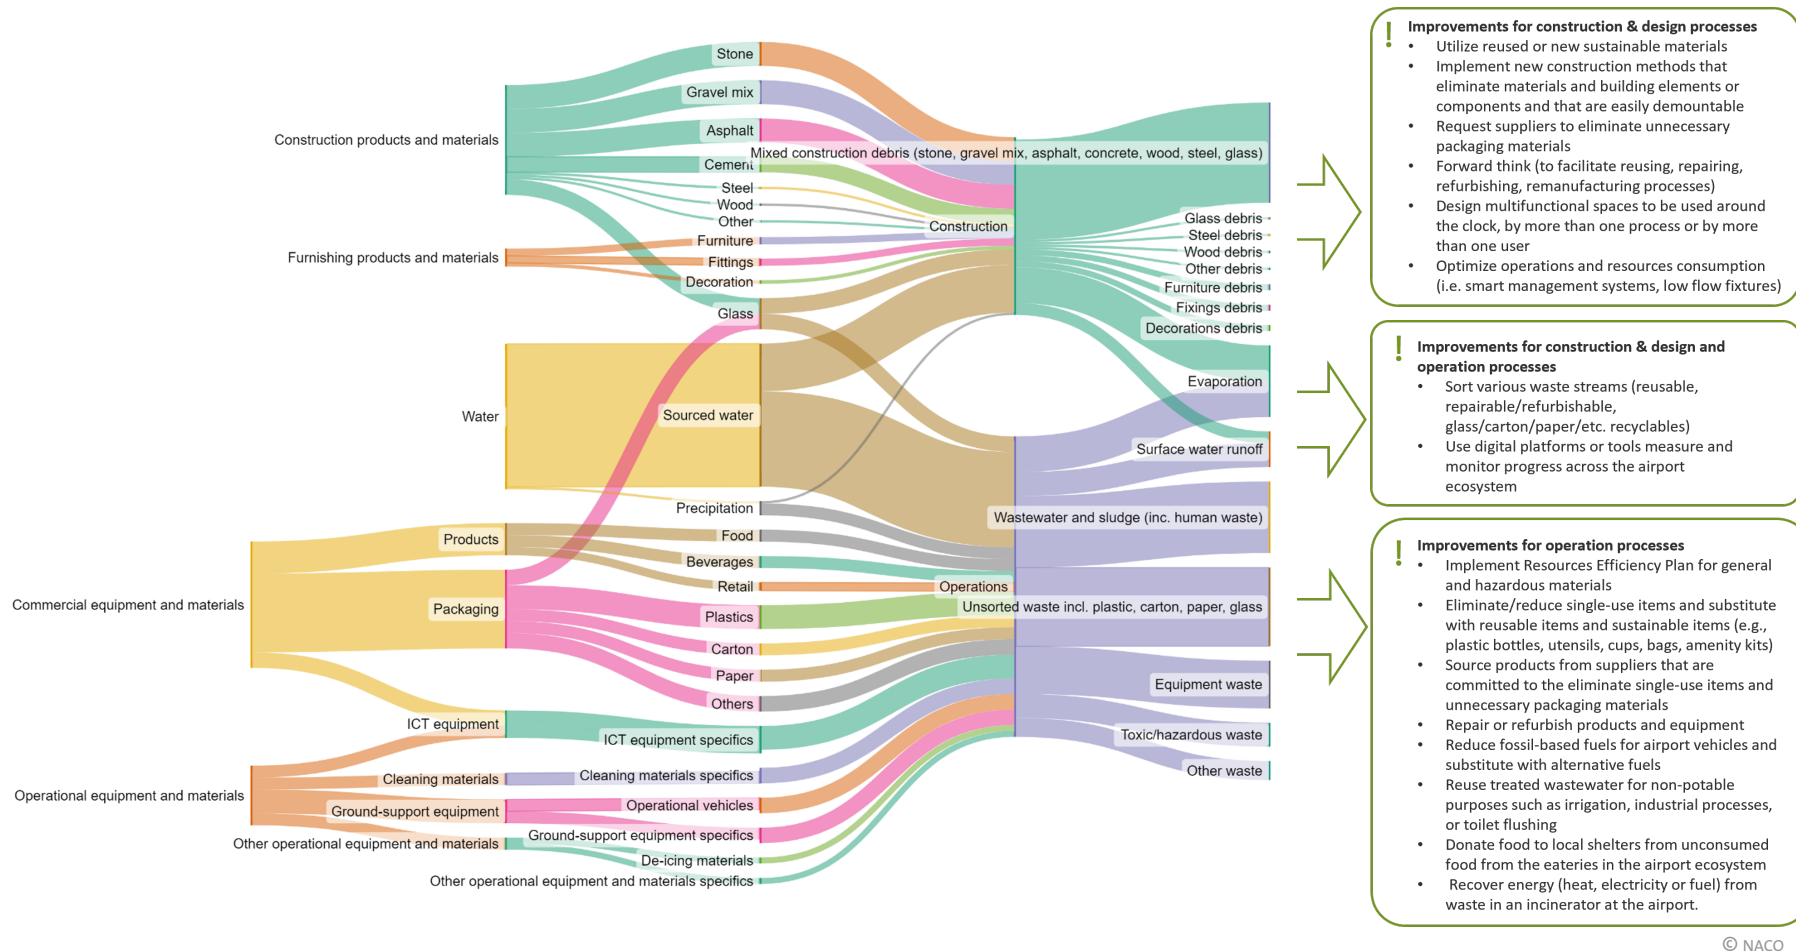 Stone
Gravel mix
Construction products and materials
Asphalt
Mixed construction debris (stone, gravel mix, asphalt, concrete, wood, steel, glass)
Cement
Steel
Wood
Other
Construction
Furniture
Furnishing products and materials
Fittings
Decoration
Glass
Glass debris
Steel debris
Wood debris
Other debris
Furniture debris
Fixings debris
Decorations debris
Evaporation
Water
Sourced water
Surface water runoff
Precipitation
Wastewater and sludge (inc. human waste)
Products
Food
Beverages
Retail
Operations
Commercial equipment and materials
Packaging
Unsorted waste incl. plastic, carton, paper, glass
Plastics
Carton
Paper
Others
Equipment waste
ICT equipment
ICT equipment specifics
Toxic/hazardous waste
Other waste
Operational equipment and materials
Cleaning materials
Cleaning materials specifics
Ground-support equipment
Operational vehicles
Ground-support equipment specifics
Other operational equipment and materials
De-icing materials
Other operational equipment and materials specifics
! Improvements for construction & design processes
• Utilize reused or new sustainable materials
• Implement new construction methods that
eliminate materials and building elements or
components and that are easily demountable
• Request suppliers to eliminate unnecessary
packaging materials
• Forward think (to facilitate reusing, repairing,
refurbishing, remanufacturing processes)
• Design multifunctional spaces to be used around
the clock, by more than one process or by more
than one user
• Optimize operations and resources consumption
(i.e. smart management systems, low flow fixtures)
! Improvements for construction & design and
operation processes
• Sort various waste streams (reusable,
repairable/refurbishable,
glass/carton/paper/etc. recyclables)
• Use digital platforms or tools measure and
monitor progress across the airport
ecosystem
! Improvements for operation processes
• Implement Resources Efficiency Plan for general
and hazardous materials
• Eliminate/reduce single-use items and substitute
with reusable items and sustainable items (e.g.,
plastic bottles, utensils, cups, bags, amenity kits)
• Source products from suppliers that are
committed to the eliminate single-use items and
unnecessary packaging materials
• Repair or refurbish products and equipment
• Reduce fossil-based fuels for airport vehicles and
substitute with alternative fuels
• Reuse treated wastewater for non-potable
purposes such as irrigation, industrial processes,
or toilet flushing
• Donate food to local shelters from unconsumed
food from the eateries in the airport ecosystem
• Recover energy (heat, electricity or fuel) from
waste in an incinerator at the airport.
© NACO